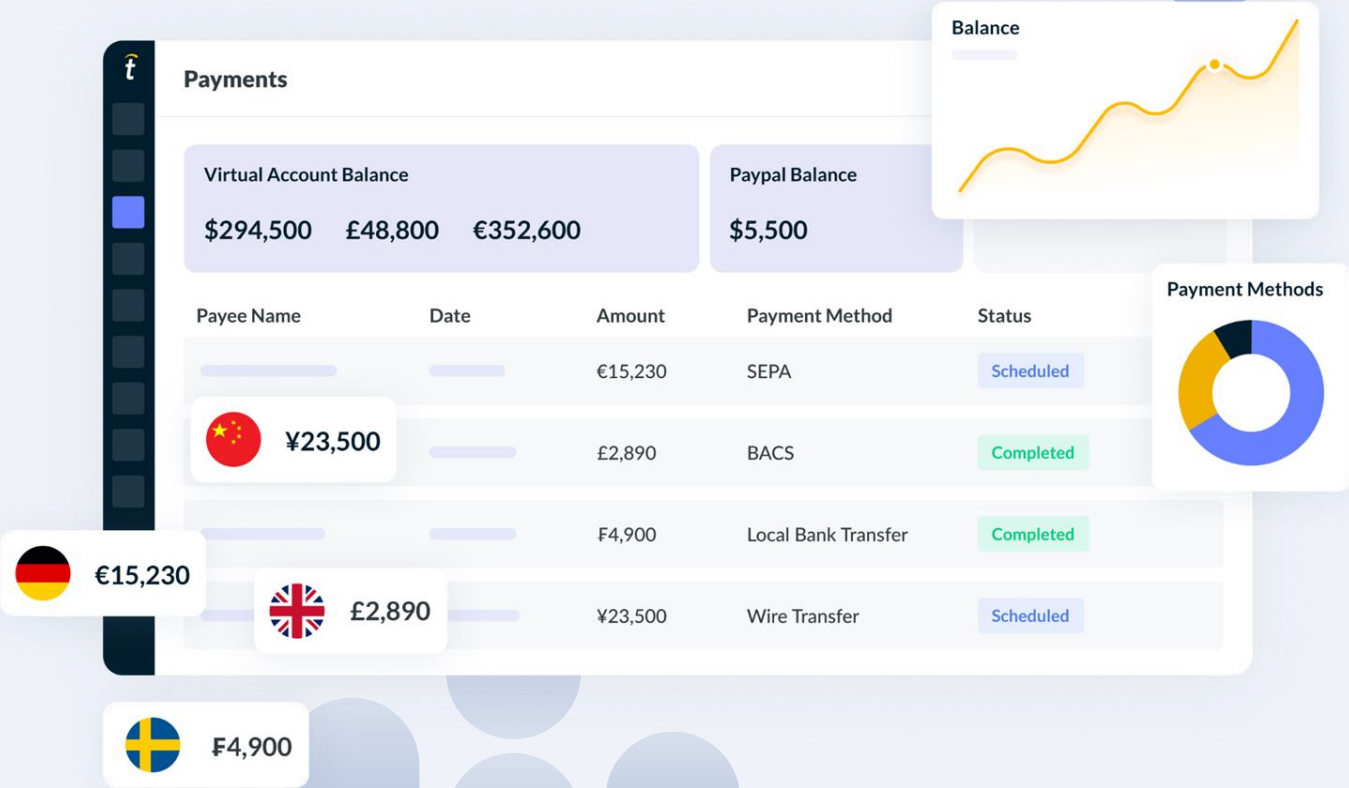 t
Payments
Balance
Virtual Account Balance
$294,500 £48,800 €352,600
Paypal Balance
$5,500
Payment Methods
Payee Name Date Amount Payment Method Status
€15,230 SEPA Scheduled
¥23,500
£2,890 BACS Completed
₣4,900 Local Bank Transfer Completed
€15,230
£2,890
¥23,500 Wire Transfer Scheduled
₣4,900